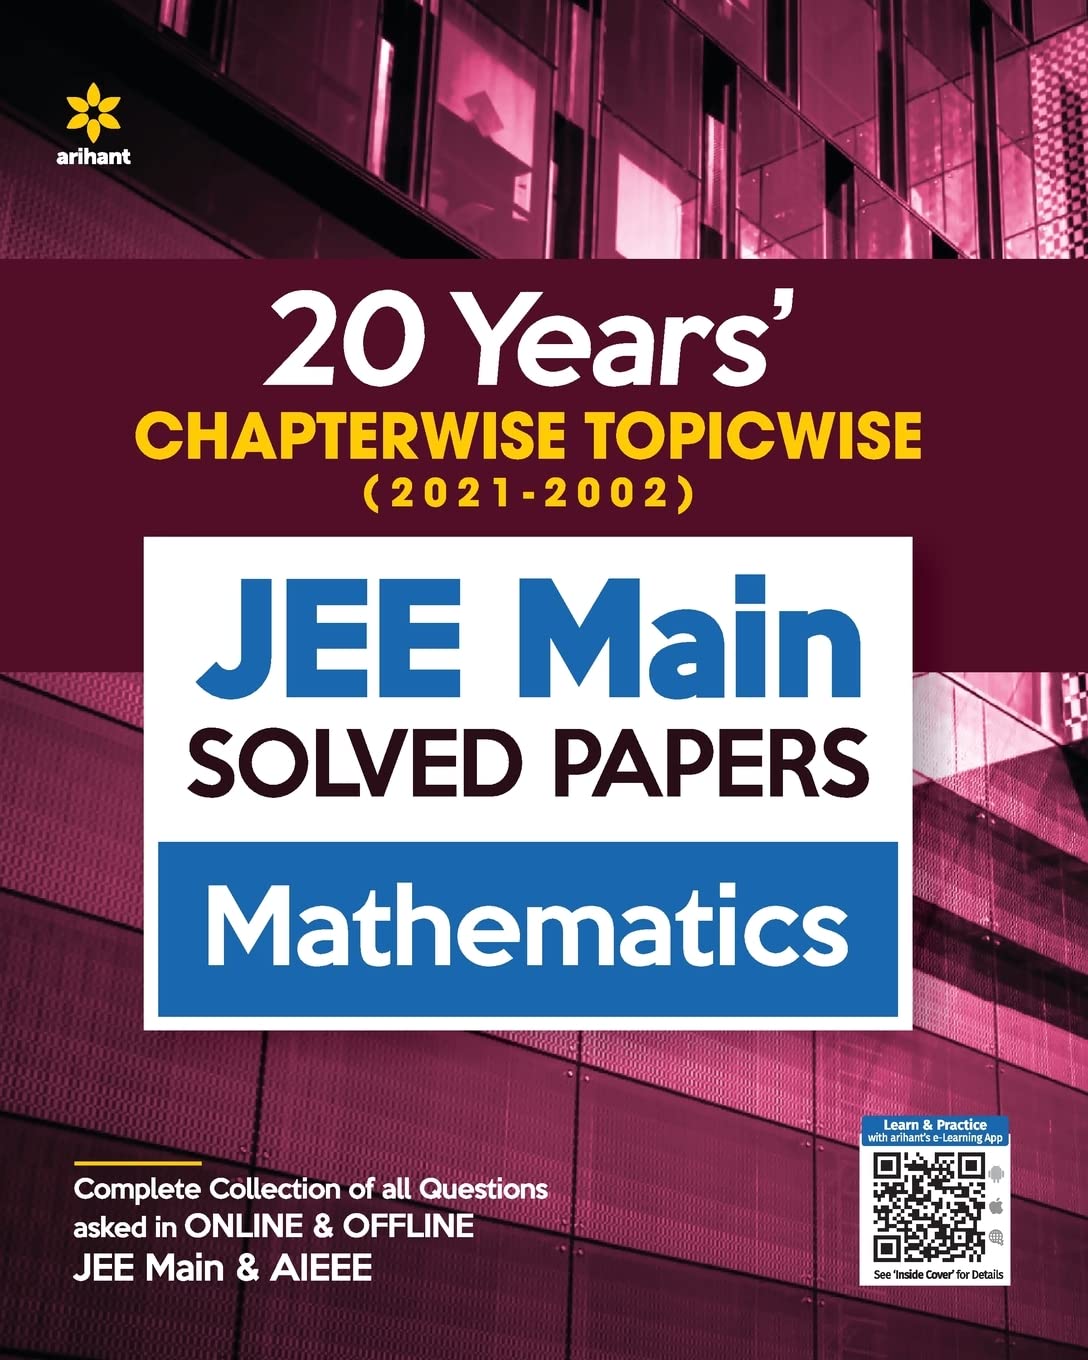 arihant
20 Years'
CHAPTERWISE TOPICWISE
(2021-2002)
JEE Main
SOLVED PAPERS
Mathematics
Complete Collection of all Questions
asked in ONLINE & OFFLINE
JEE Main & AIEEE
Learn & Practice
with arihant's e-Learning App
See 'Inside Cover' for Details